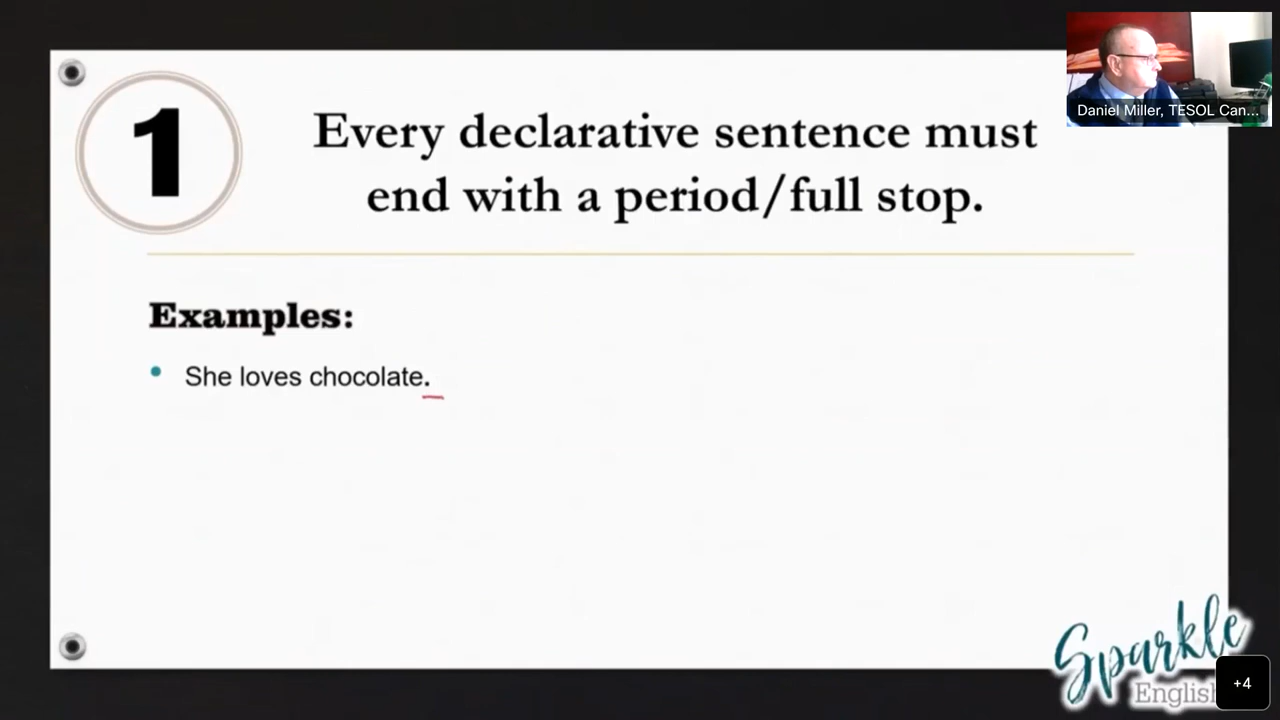 Daniel Miller, TESOL Can...
1
Every declarative sentence must
end with a period/full stop.
Examples:
• She loves chocolate.
Sparkle
English
+4